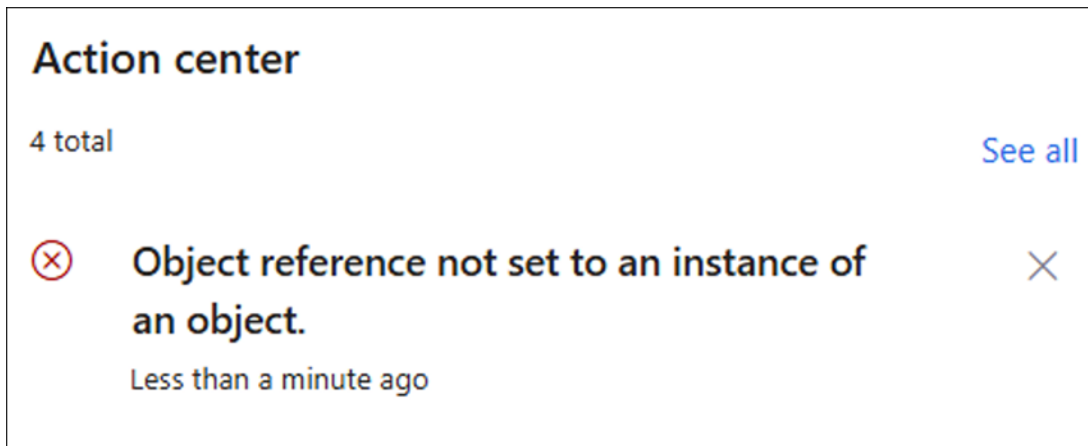 Action center
4 total
See all
Object reference not set to an instance of
an object.
Less than a minute ago